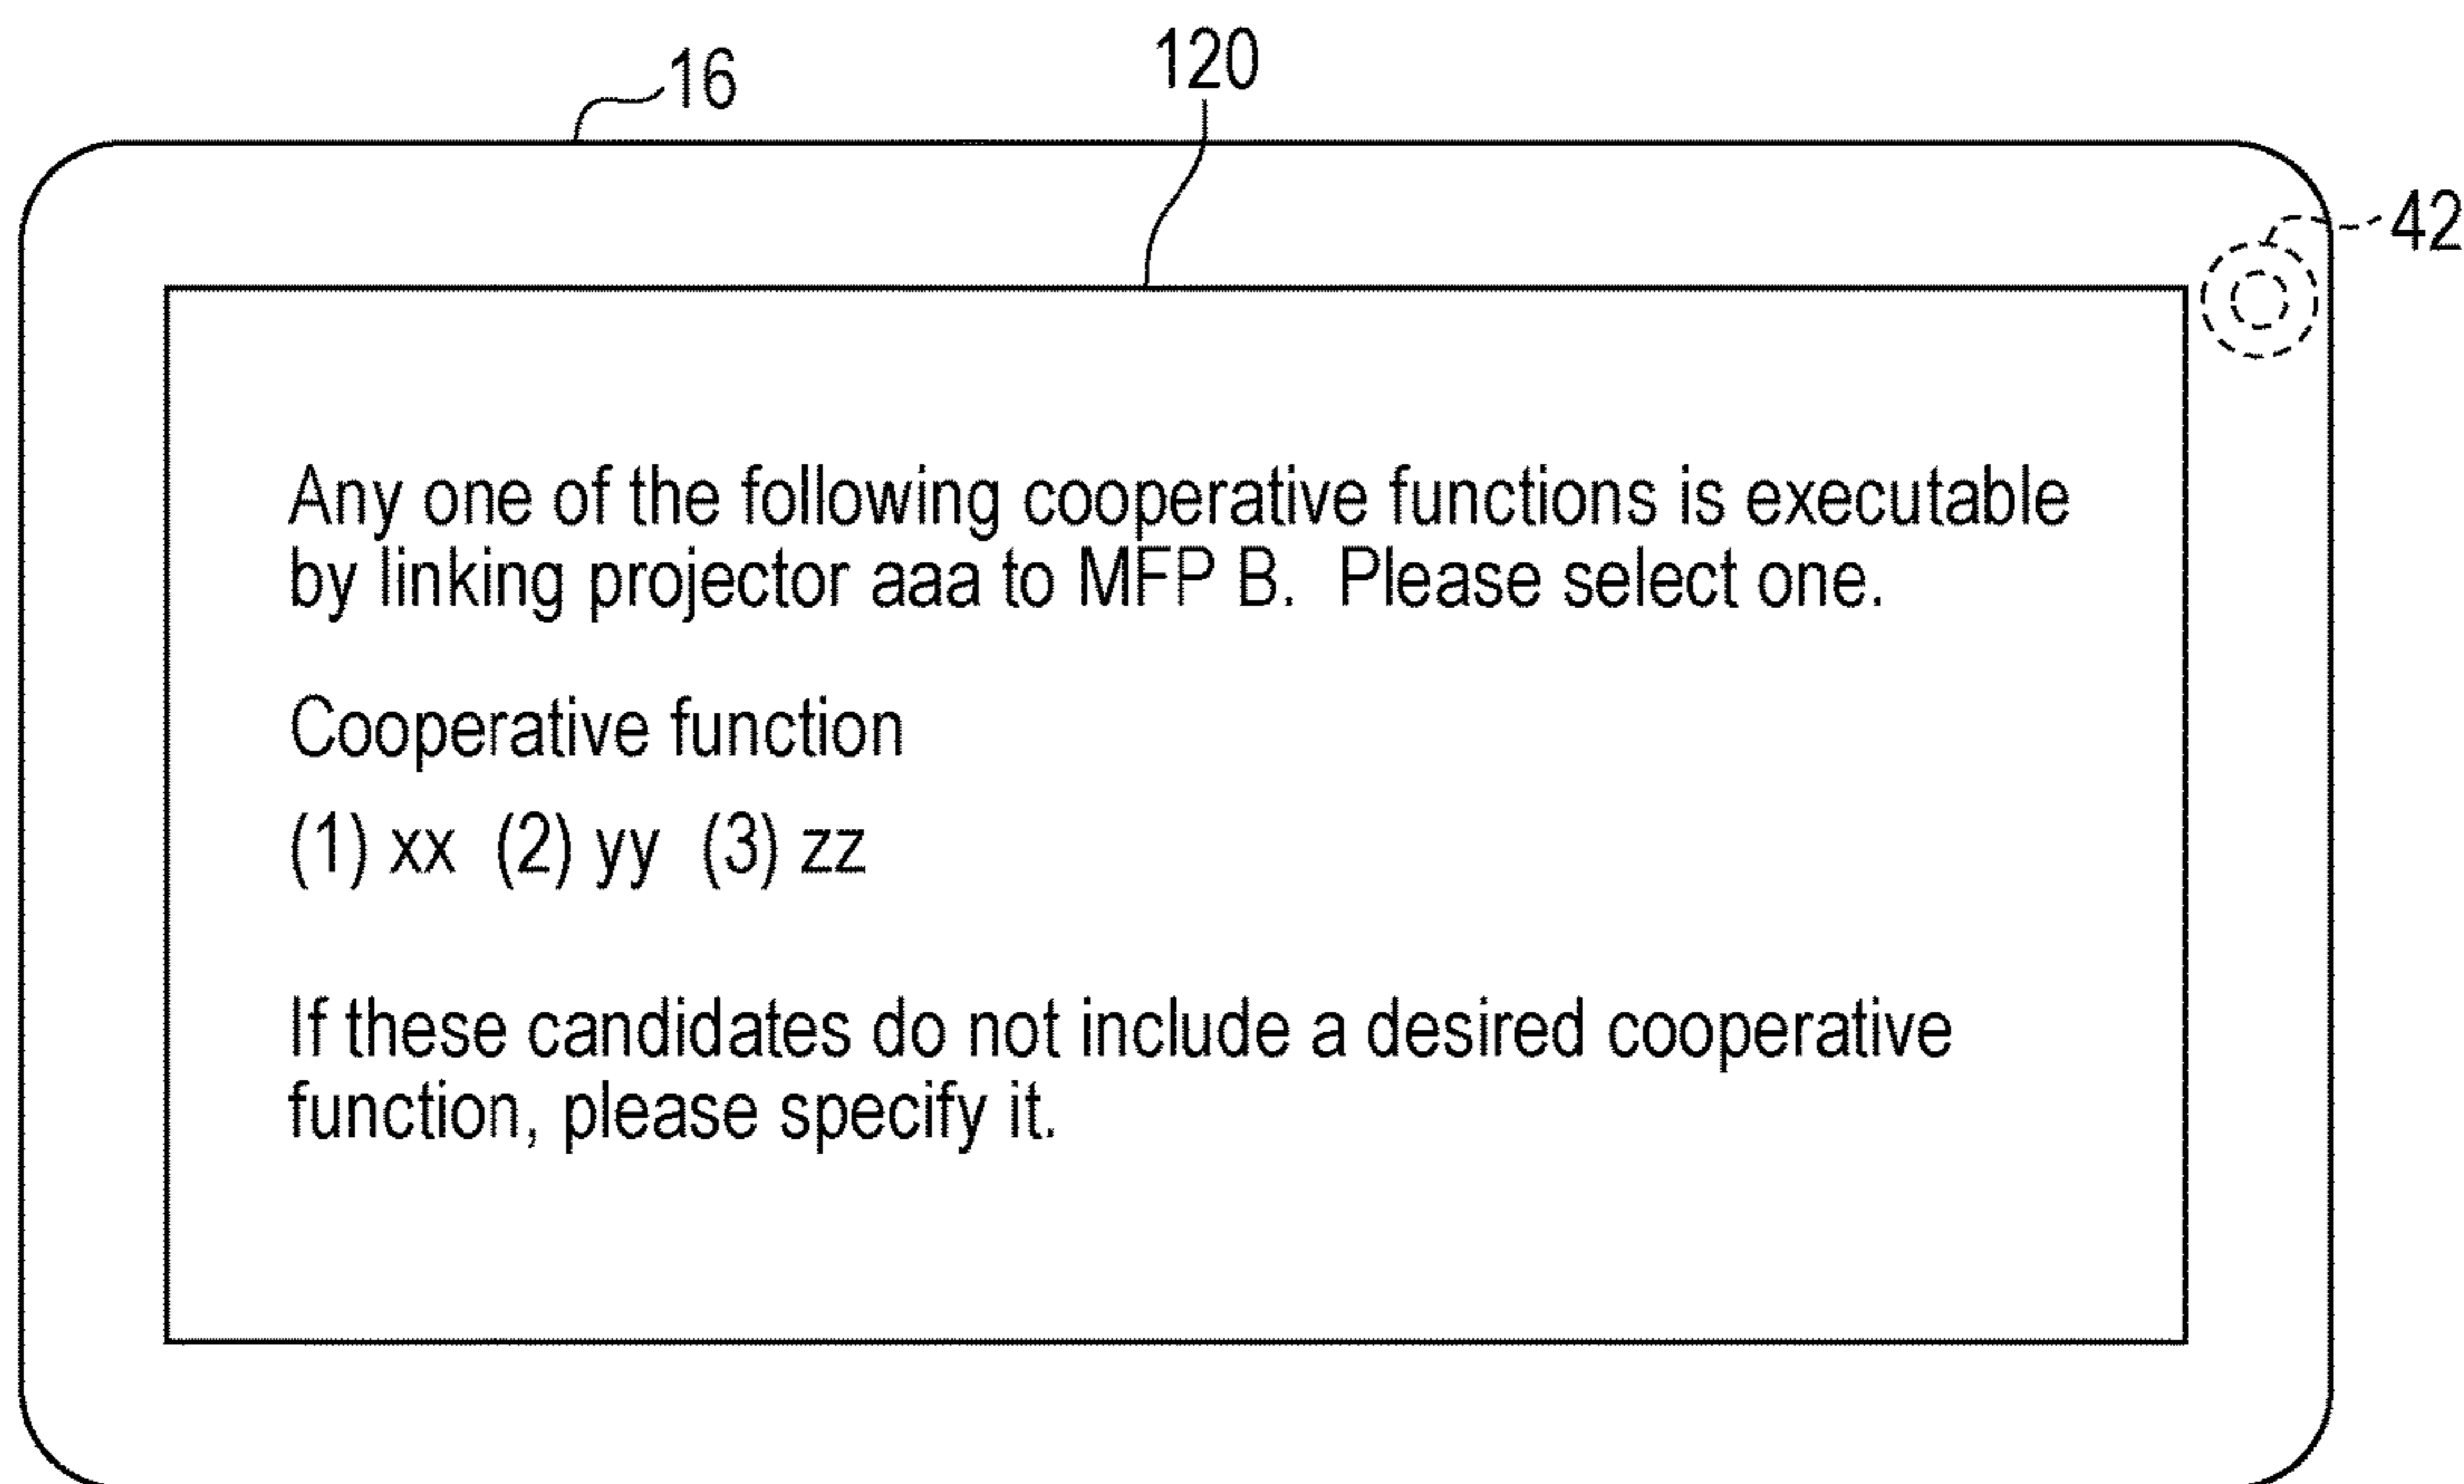 16
120
42
Any one of the following cooperative functions is executable
by linking projector aaa to MFP B.  Please select one.
Cooperative function
(1) xx  (2) yy  (3) zz
If these candidates do not include a desired cooperative
function, please specify it.